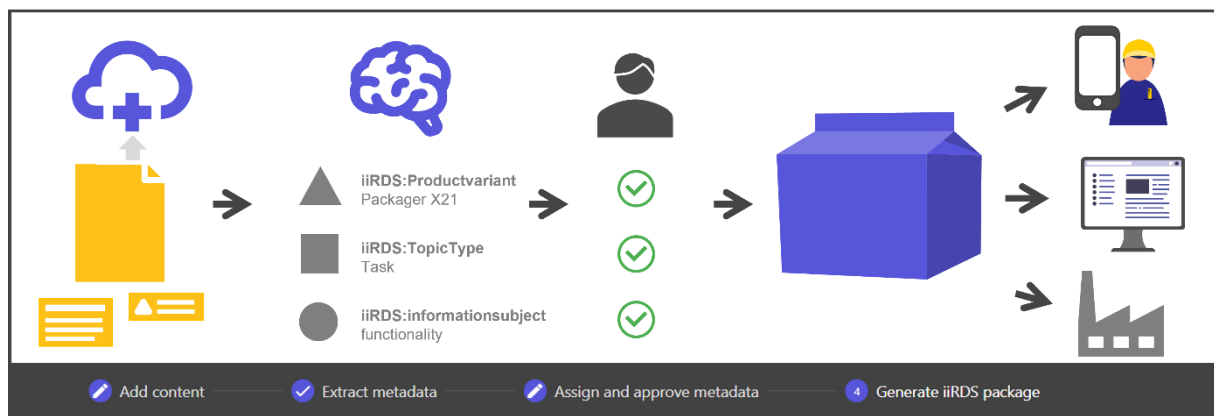 iiRDS:Productvariant
Packager X21
iiRDS:TopicType
Task
iiRDS:informationsubject
functionality
Add content
Extract metadata
Assign and approve metadata
4 Generate iiRDS package